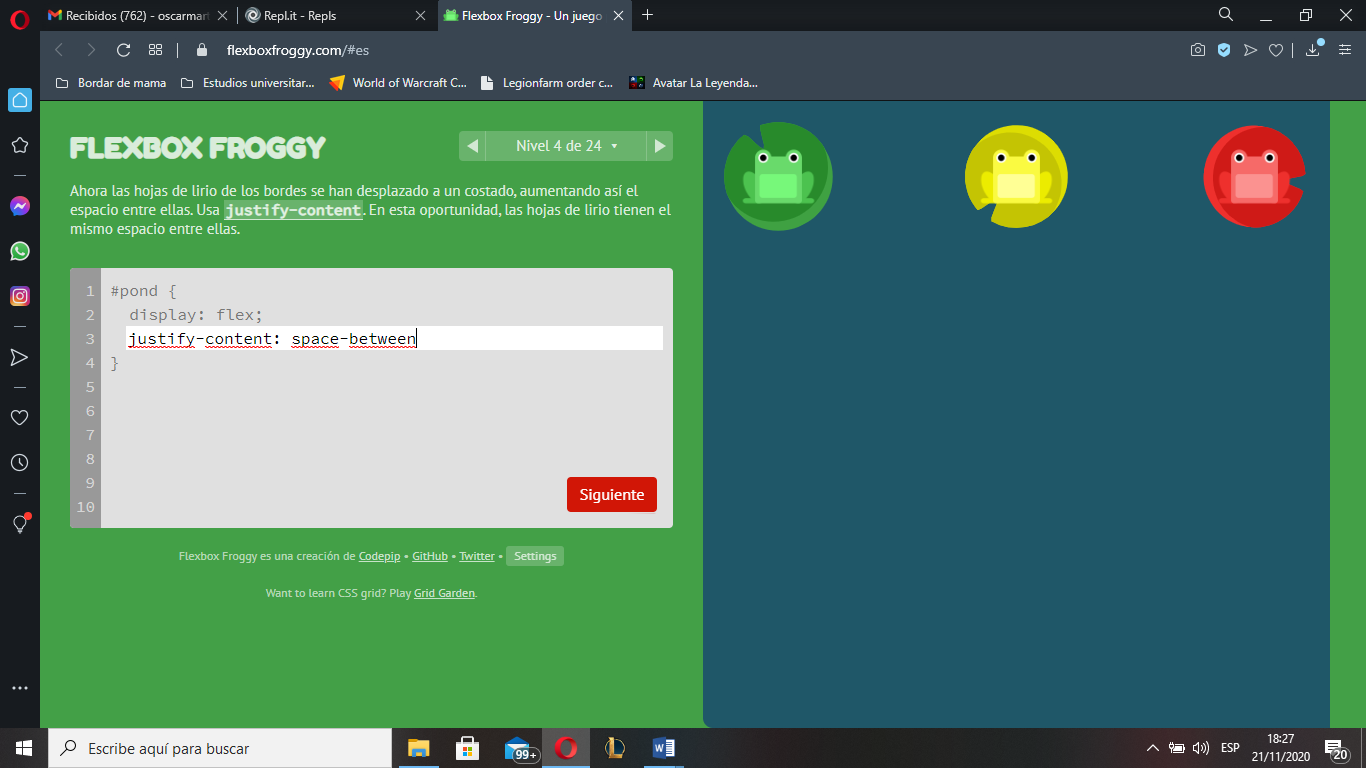 Recibidos (762) - oscarmart
Repl.it - Repls
Flexbox Froggy - Un juego
flexboxfroggy.com/#es
Bordar de mama
Estudios universitar...
World of Warcraft C...
Legionfarm order c...
Avatar La Leyenda...
FLEXBOX FROGGY
Nivel 4 de 24
Ahora las hojas de lirio de los bordes se han desplazado a un costado, aumentando así el
espacio entre ellas. Usa justify-content. En esta oportunidad, las hojas de lirio tienen el
mismo espacio entre ellas.
1 #pond {
2 display: flex;
3 justify-content: space-between
4 }
5
6
7
8
9
10
Siguiente
Flexbox Froggy es una creación de Codepip • GitHub • Twitter • Settings
Want to learn CSS grid? Play Grid Garden.
Escribe aquí para buscar
99+
W
ESP
18:27
21/11/2020
20